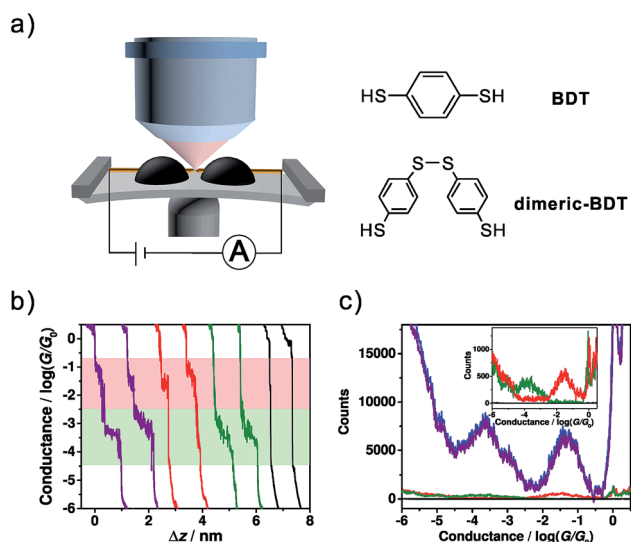 a)
A
HS
SH
BDT
S—S
HS
SH
dimeric-BDT
b)
Conductance / log(G/G₀)
0
-1
-2
-3
-4
-5
-6
0 2 4 6 8
Δz / nm
c)
Counts
15000
10000
5000
0
-6 -5 -4 -3 -2 -1 0
Conductance / log(G/G₀)
Counts
1000
500
0
-6 -5 -4 -3 -2 -1 0
Conductance / log(G/G₀)